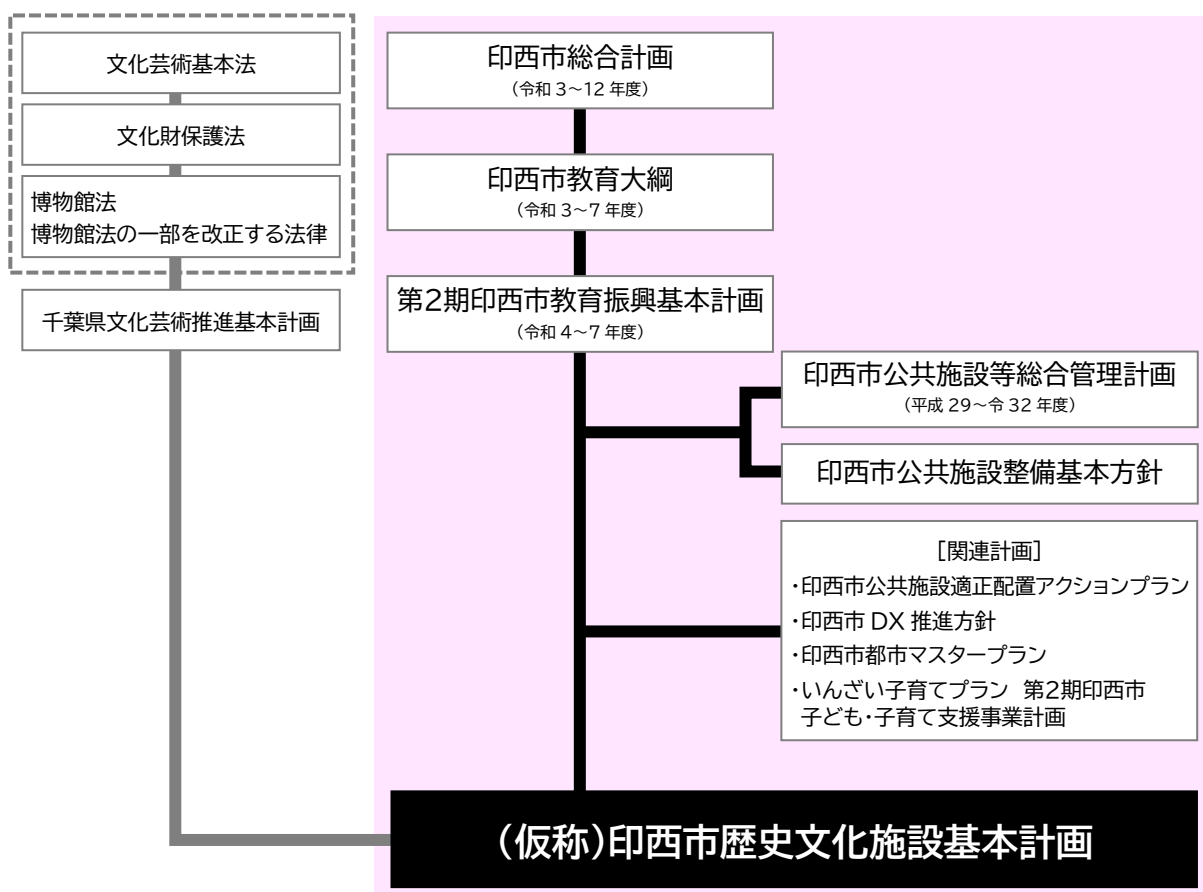 文化芸術基本法
文化財保護法
博物館法
博物館法の一部を改正する法律
千葉県文化芸術推進基本計画
印西市総合計画
（令和3～12年度）
印西市教育大綱
（令和3～7年度）
第2期印西市教育振興基本計画
（令和4～7年度）
印西市公共施設等総合管理計画
（平成29～令32年度）
印西市公共施設整備基本方針
［関連計画］
・印西市公共施設適正配置アクションプラン
・印西市DX推進方針
・印西市都市マスタープラン
・いんざい子育てプラン　第2期印西市
子ども・子育て支援事業計画
（仮称）印西市歴史文化施設基本計画